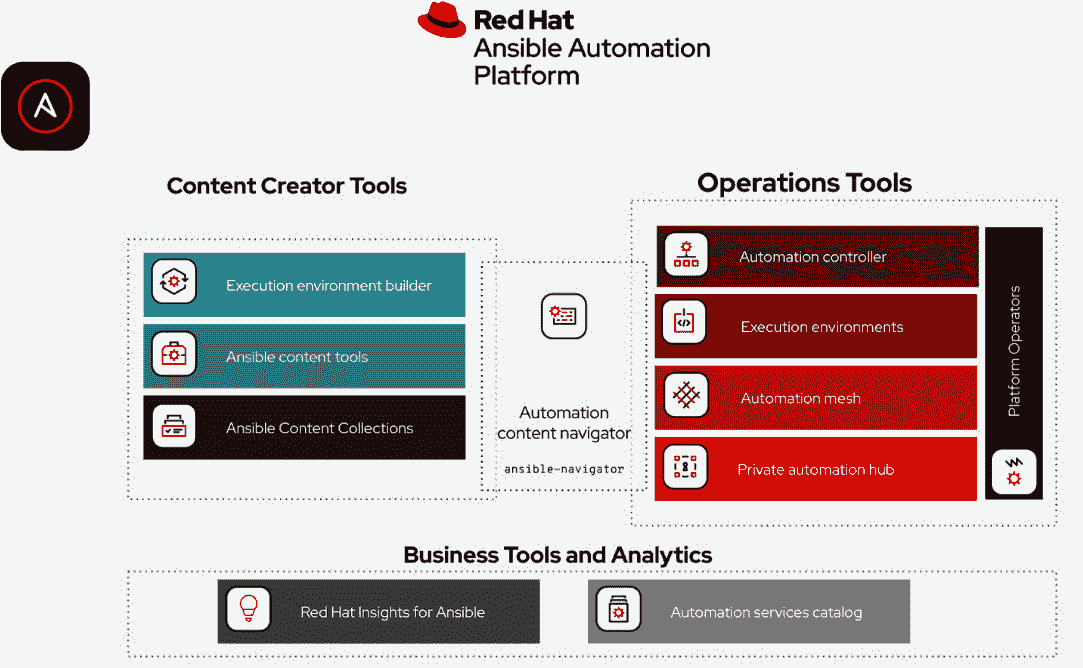 Red Hat
Ansible Automation
Platform
Content Creator Tools
Execution environment builder
Ansible content tools
Ansible Content Collections
Automation
content navigator
ansible-navigator
Operations Tools
Automation controller
Execution environments
Automation mesh
Private automation hub
Platform Operators
Business Tools and Analytics
Red Hat Insights for Ansible
Automation services catalog